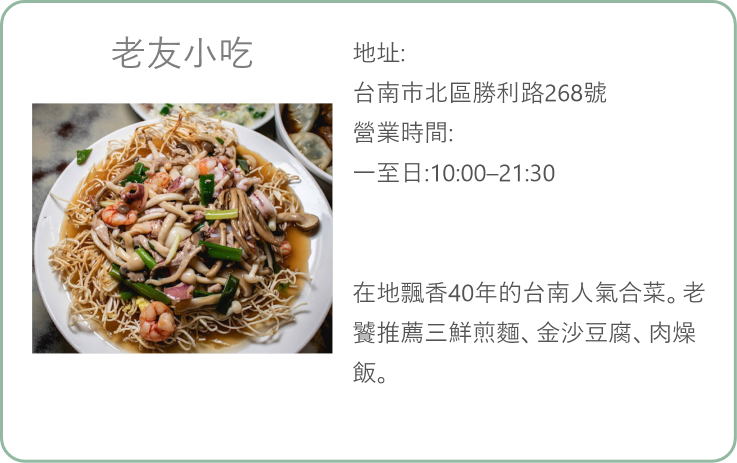 老友小吃
地址:
台南市北區勝利路268號
營業時間:
一至日:10:00–21:30
在地飄香40年的台南人氣合菜。老
饕推薦三鮮煎麵、金沙豆腐、肉燥
飯。